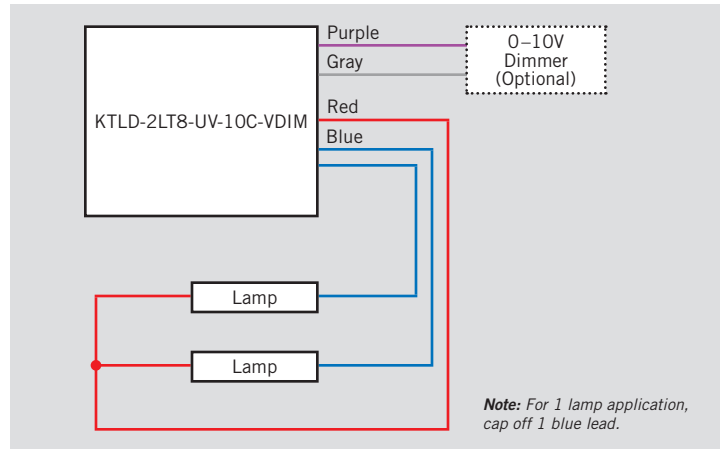 Purple
Gray
0–10V
Dimmer
(Optional)
KTLD-2LT8-UV-10C-VDIM
Red
Blue
Lamp
Lamp
Note: For 1 lamp application,
cap off 1 blue lead.